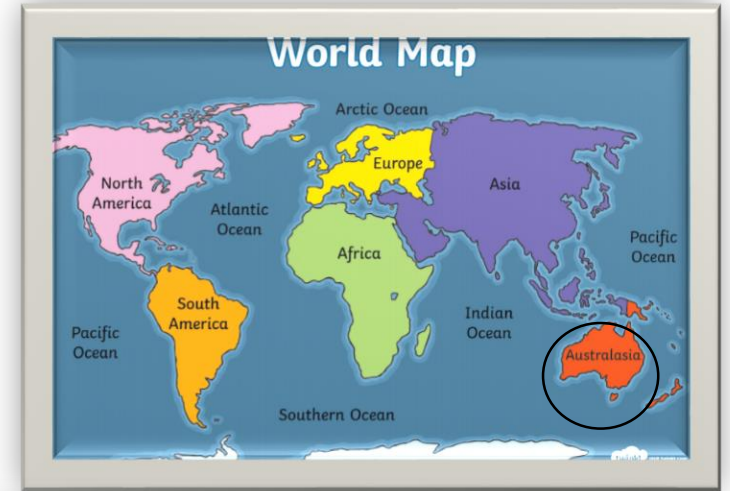 World Map
Arctic Ocean
Europe
Asia
North
America
Atlantic
Ocean
Africa
Pacific
Ocean
South
America
Indian
Ocean
Pacific
Ocean
Australasia
Southern Ocean